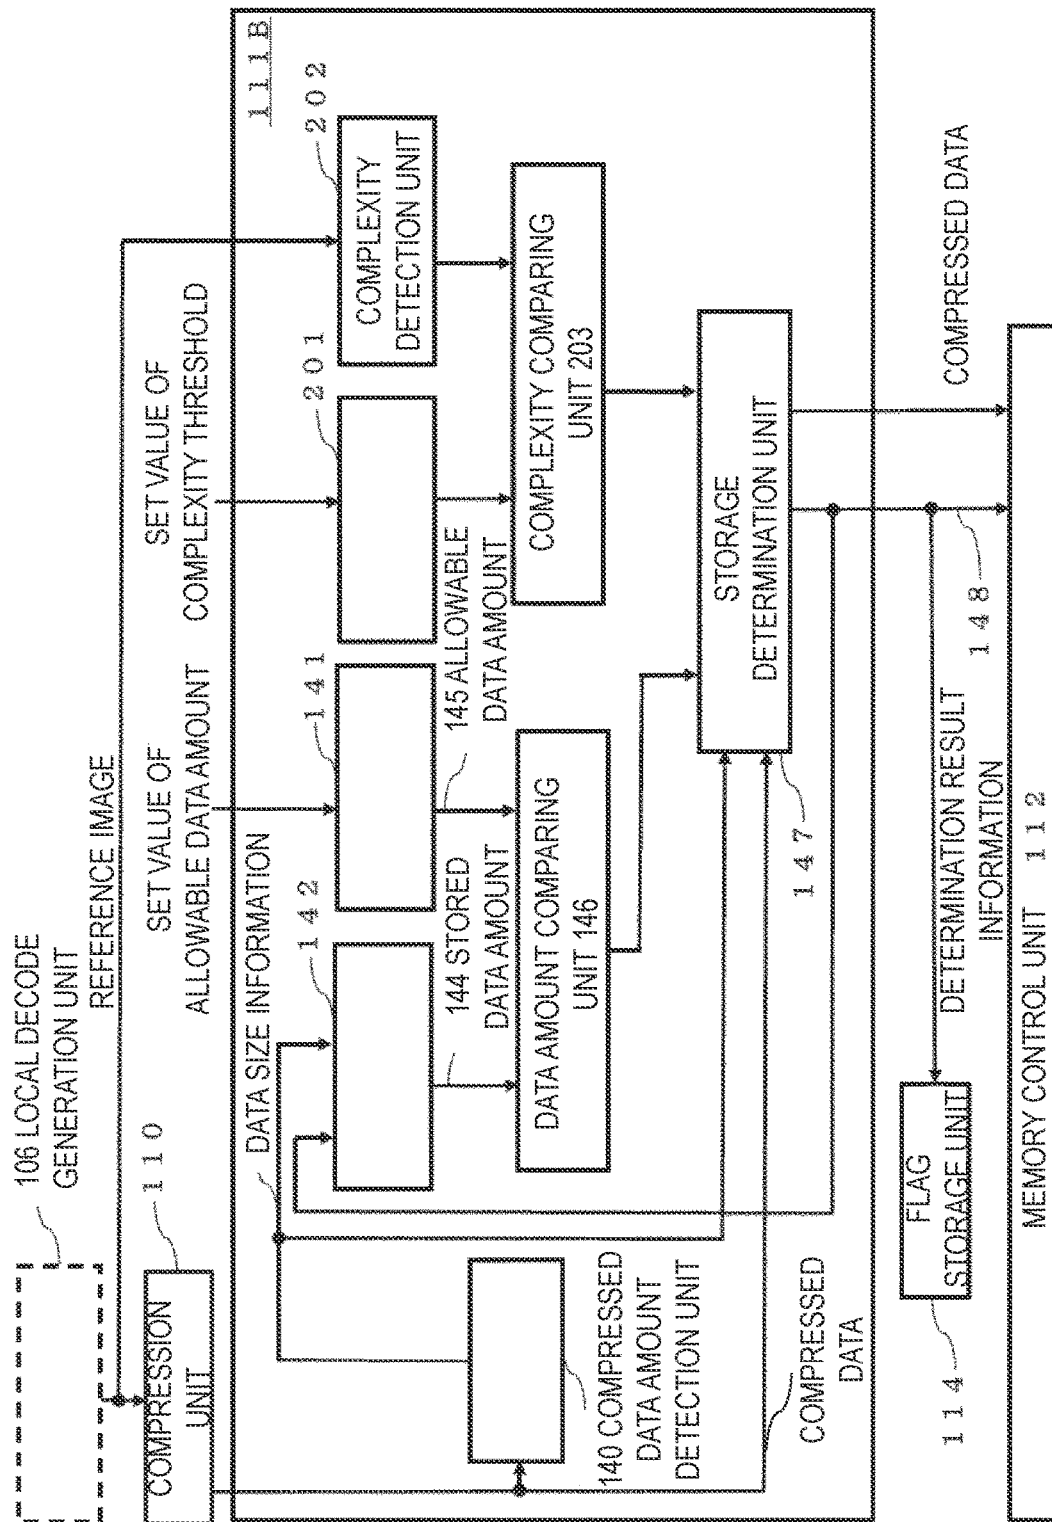 106 LOCAL DECODE
GENERATION UNIT
REFERENCE IMAGE
COMPRESSION
UNIT
110
SET VALUE OF
ALLOWABLE DATA AMOUNT
SET VALUE OF
COMPLEXITY THRESHOLD
111B
DATA SIZE INFORMATION
142
141
201
202
COMPLEXITY
DETECTION UNIT
144 STORED
DATA AMOUNT
145 ALLOWABLE
DATA AMOUNT
140 COMPRESSED
DATA AMOUNT
DETECTION UNIT
DATA AMOUNT COMPARING
UNIT 146
COMPLEXITY COMPARING
UNIT 203
STORAGE
DETERMINATION UNIT
147
COMPRESSED
DATA
114
FLAG
STORAGE UNIT
DETERMINATION RESULT
INFORMATION
148
COMPRESSED DATA
MEMORY CONTROL UNIT 112